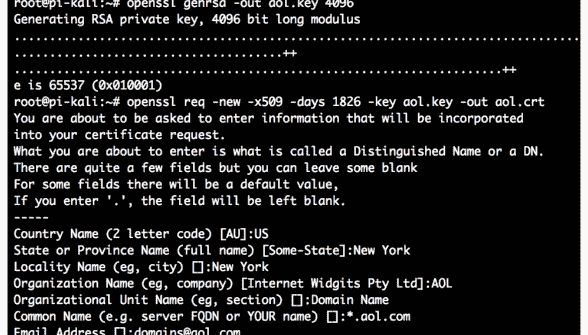 root@pi-kali:~# openssl genrsa -out aol.key 4096
Generating RSA private key, 4096 bit long modulus
................................................................................
......................................++
.....................................................................++
e is 65537 (0x010001)
root@pi-kali:~# openssl req -new -x509 -days 1826 -key aol.key -out aol.crt
You are about to be asked to enter information that will be incorporated
into your certificate request.
What you are about to enter is what is called a Distinguished Name or a DN.
There are quite a few fields but you can leave some blank
For some fields there will be a default value,
If you enter '.', the field will be left blank.
-----
Country Name (2 letter code) [AU]:US
State or Province Name (full name) [Some-State]:New York
Locality Name (eg, city) []:New York
Organization Name (eg, company) [Internet Widgits Pty Ltd]:AOL
Organizational Unit Name (eg, section) []:Domain Name
Common Name (e.g. server FQDN or YOUR name) []:*.aol.com
Email Address []:domains@aol.com